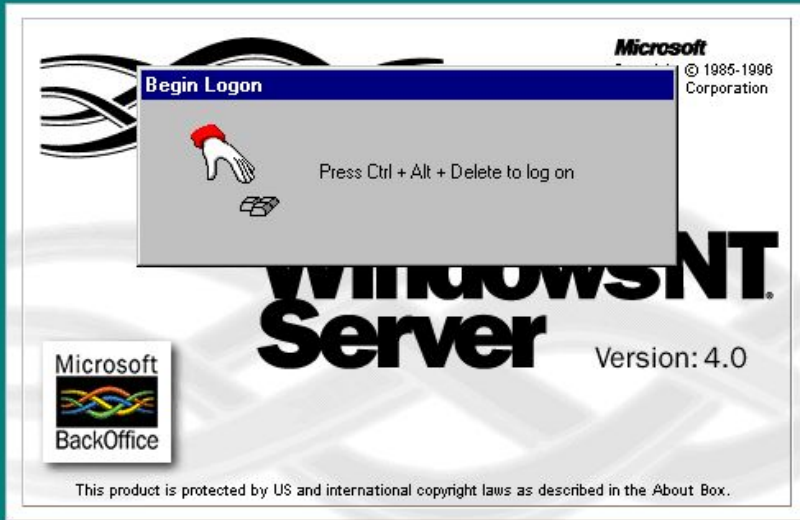 Microsoft
© 1985-1996
Corporation
Begin Logon
Press Ctrl + Alt + Delete to log on
WindowsNT
Server
Version: 4.0
Microsoft
BackOffice
This product is protected by US and international copyright laws as described in the About Box.